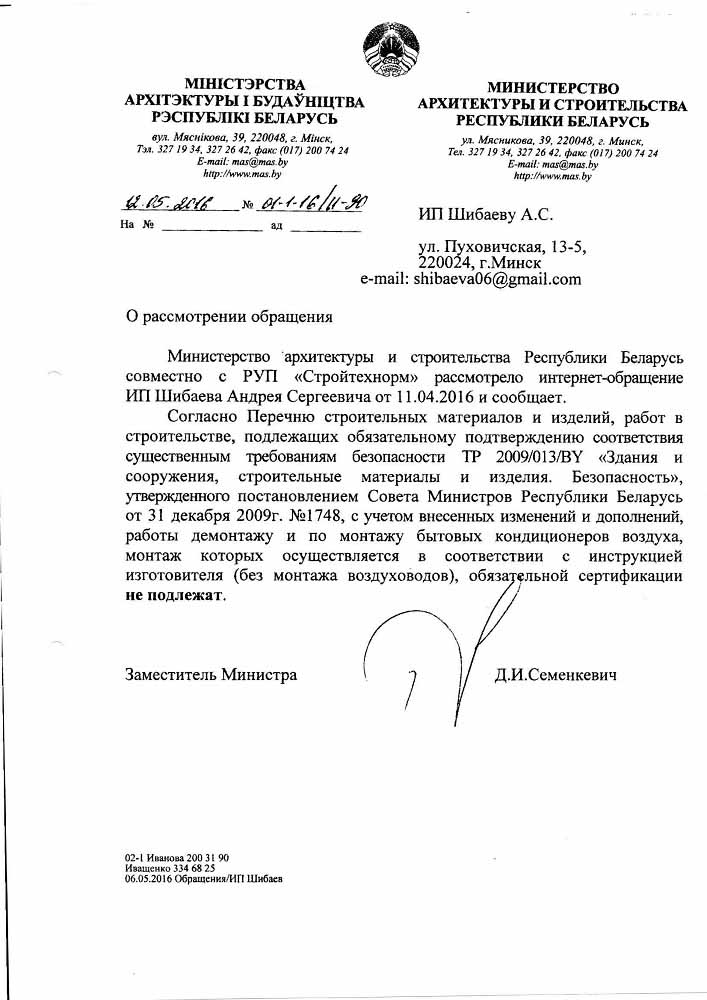 МІНІСТЭРСТВА
АРХІТЭКТУРЫ І БУДАЎНІЦТВА
РЭСПУБЛІКІ БЕЛАРУСЬ
вул. Мяснікова, 39, 220048, г. Мінск,
Тэл. 327 19 34, 327 26 42, факс (017) 200 74 24
E-mail: mas@mas.by
http://www.mas.by
МИНИСТЕРСТВО
АРХИТЕКТУРЫ И СТРОИТЕЛЬСТВА
РЕСПУБЛИКИ БЕЛАРУСЬ
ул. Мясникова, 39, 220048, г. Минск,
Тел. 327 19 34, 327 26 42, факс (017) 200 74 24
E-mail: mas@mas.by
http://www.mas.by
12.05.2016 № 01-1-16/11-90
На № ад
ИП Шибаеву А.С.
ул. Пуховичская, 13-5,
220024, г.Минск
e-mail: shibaeva06@gmail.com
О рассмотрении обращения
Министерство архитектуры и строительства Республики Беларусь
совместно с РУП «Стройтехнорм» рассмотрело интернет-обращение
ИП Шибаева Андрея Сергеевича от 11.04.2016 и сообщает.
Согласно Перечню строительных материалов и изделий, работ в
строительстве, подлежащих обязательному подтверждению соответствия
существенным требованиям безопасности ТР 2009/013/BY «Здания и
сооружения, строительные материалы и изделия. Безопасность»,
утвержденного постановлением Совета Министров Республики Беларусь
от 31 декабря 2009г. №1748, с учетом внесенных изменений и дополнений,
работы демонтажу и по монтажу бытовых кондиционеров воздуха,
монтаж которых осуществляется в соответствии с инструкцией
изготовителя (без монтажа воздуховодов), обязательной сертификации
не подлежат.
Заместитель Министра Д.И.Семенкевич
02-1 Иванова 200 31 90
Иващенко 334 68 25
06.05.2016 Обращения/ИП Шибаев